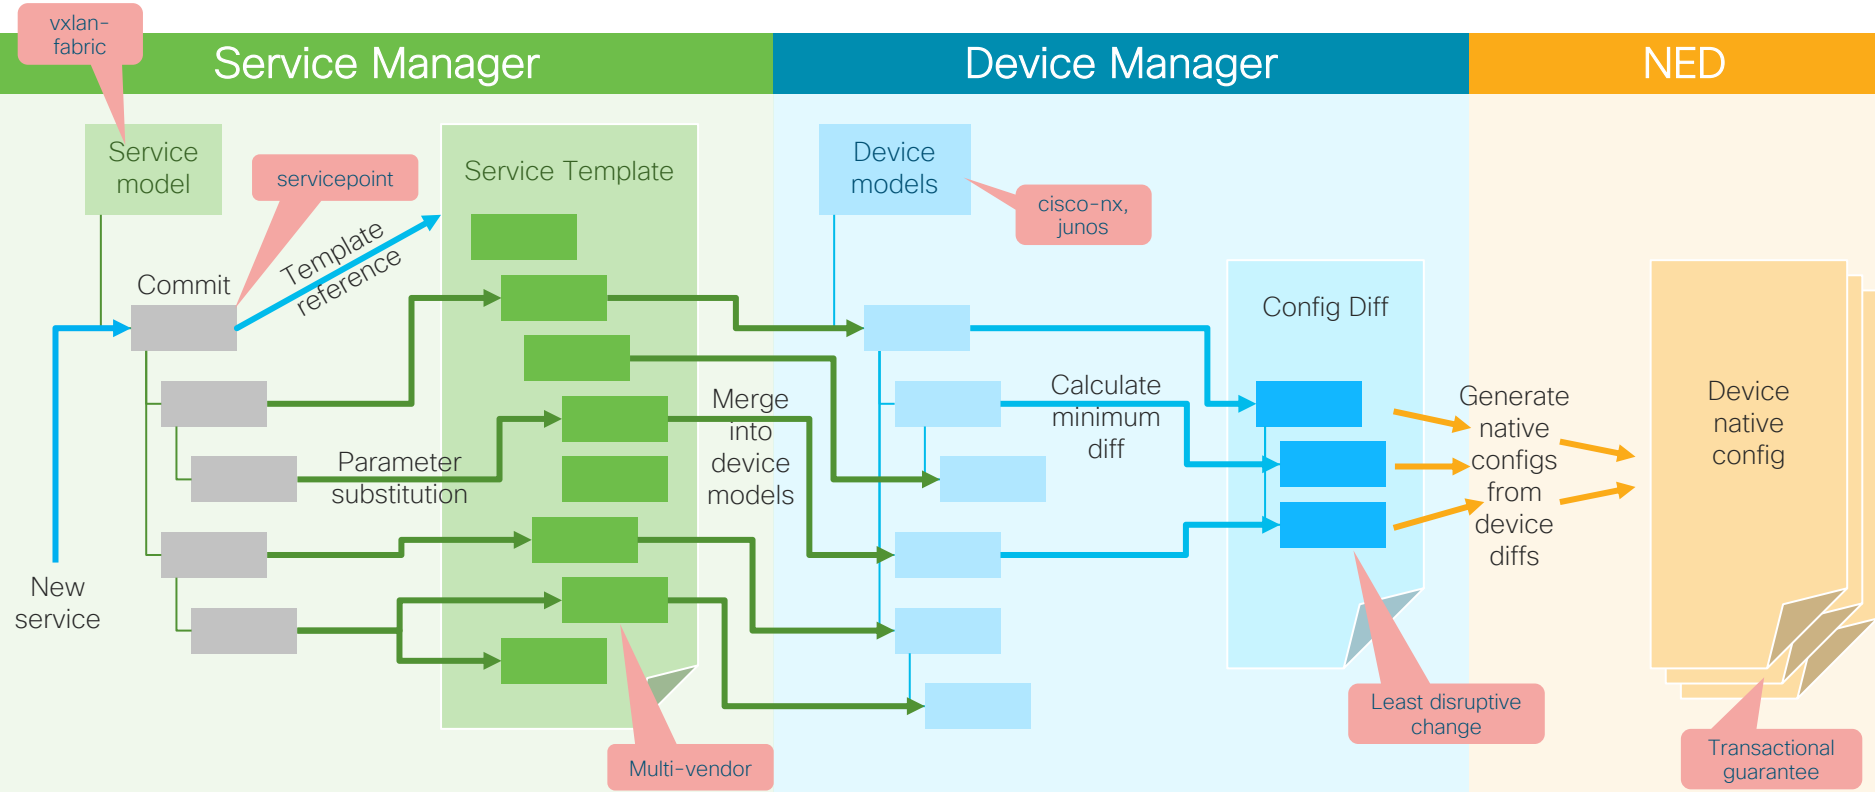 vxlan-
fabric
Service Manager
Device Manager
NED
Service
model
servicepoint
Service Template
Device
models
cisco-nx,
junos
Template
reference
Commit
Config Diff
Parameter
substitution
Merge
into
device
models
Calculate
minimum
diff
Generate
native
configs
from
device
diffs
Device
native
config
New
service
Multi-vendor
Least disruptive
change
Transactional
guarantee